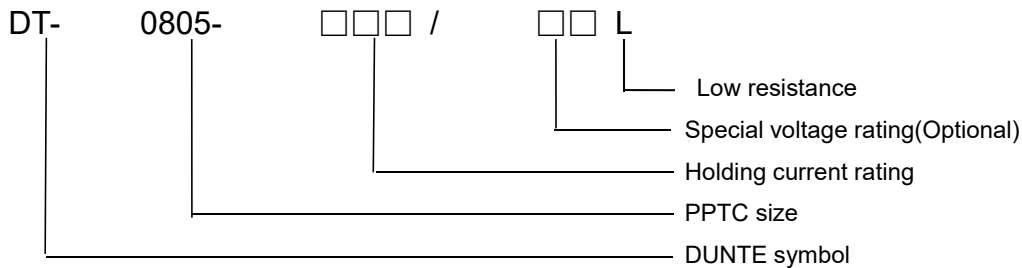 DT- 0805- □□□ / □□ L
Low resistance
Special voltage rating(Optional)
Holding current rating
PPTC size
DUNTE symbol